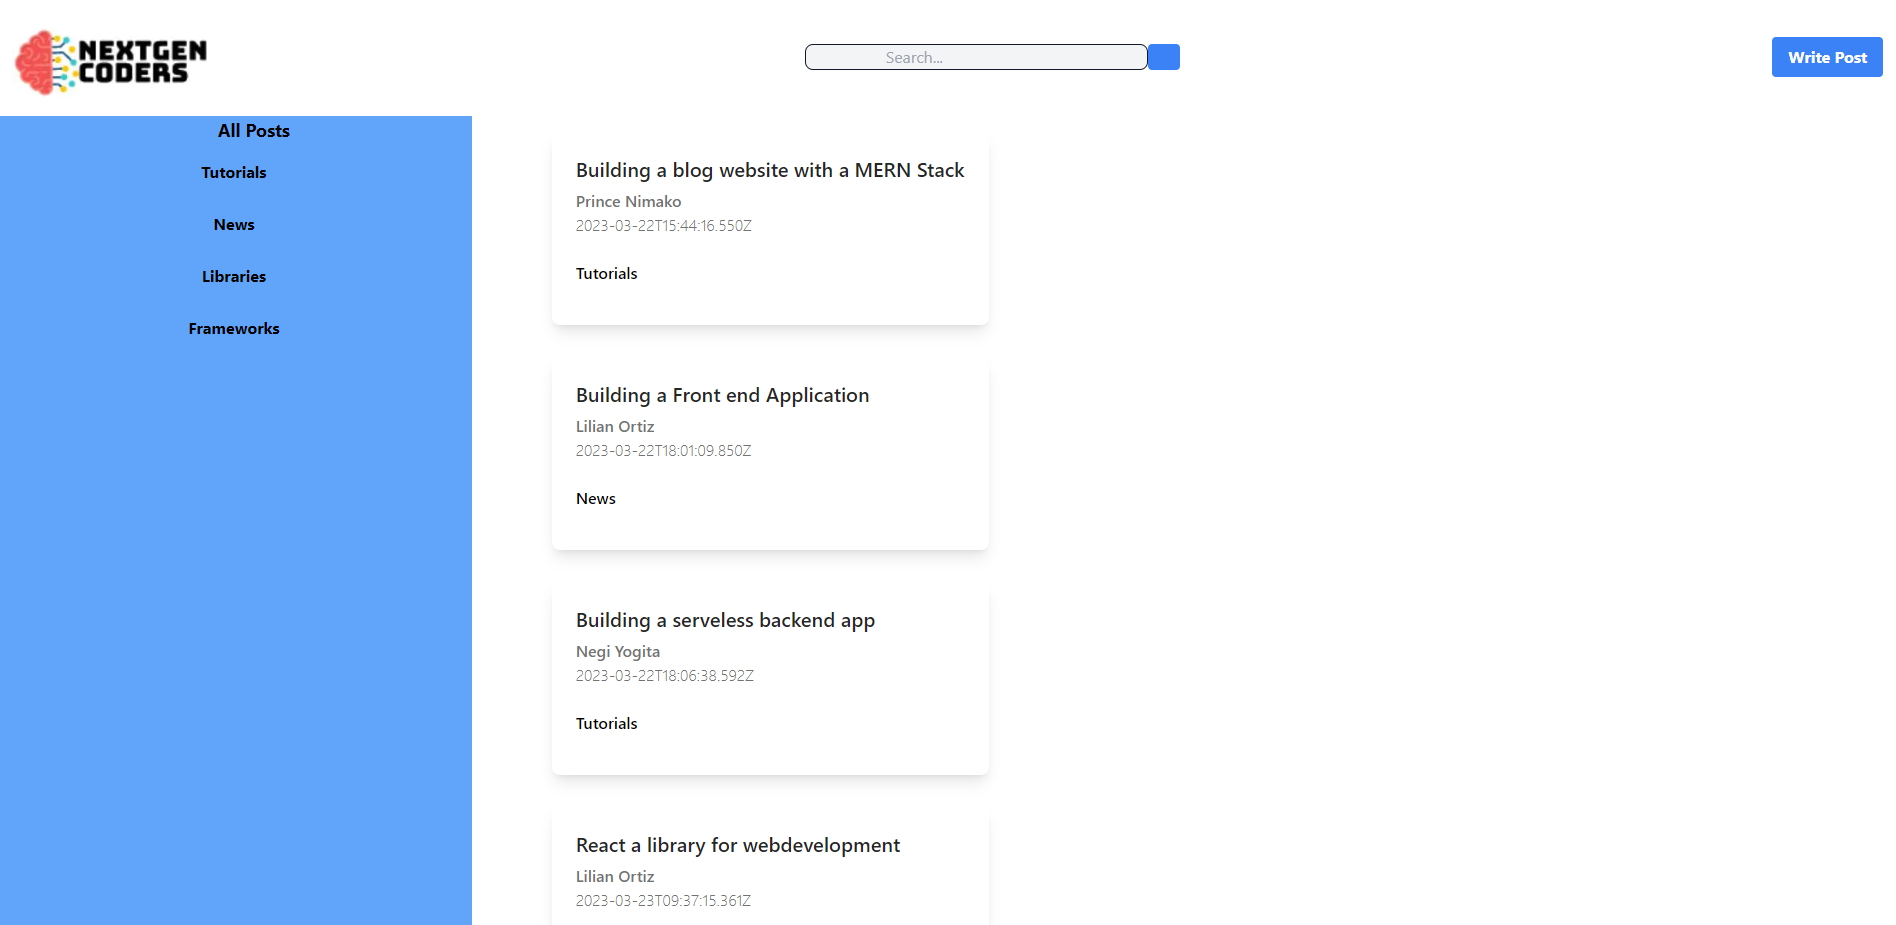 NEXTGEN
CODERS
Search...
Write Post
All Posts
Tutorials
News
Libraries
Frameworks
Building a blog website with a MERN Stack
Prince Nimako
2023-03-22T15:44:16.550Z
Tutorials
Building a Front end Application
Lilian Ortiz
2023-03-22T18:01:09.850Z
News
Building a serveless backend app
Negi Yogita
2023-03-22T18:06:38.592Z
Tutorials
React a library for webdevelopment
Lilian Ortiz
2023-03-23T09:37:15.361Z